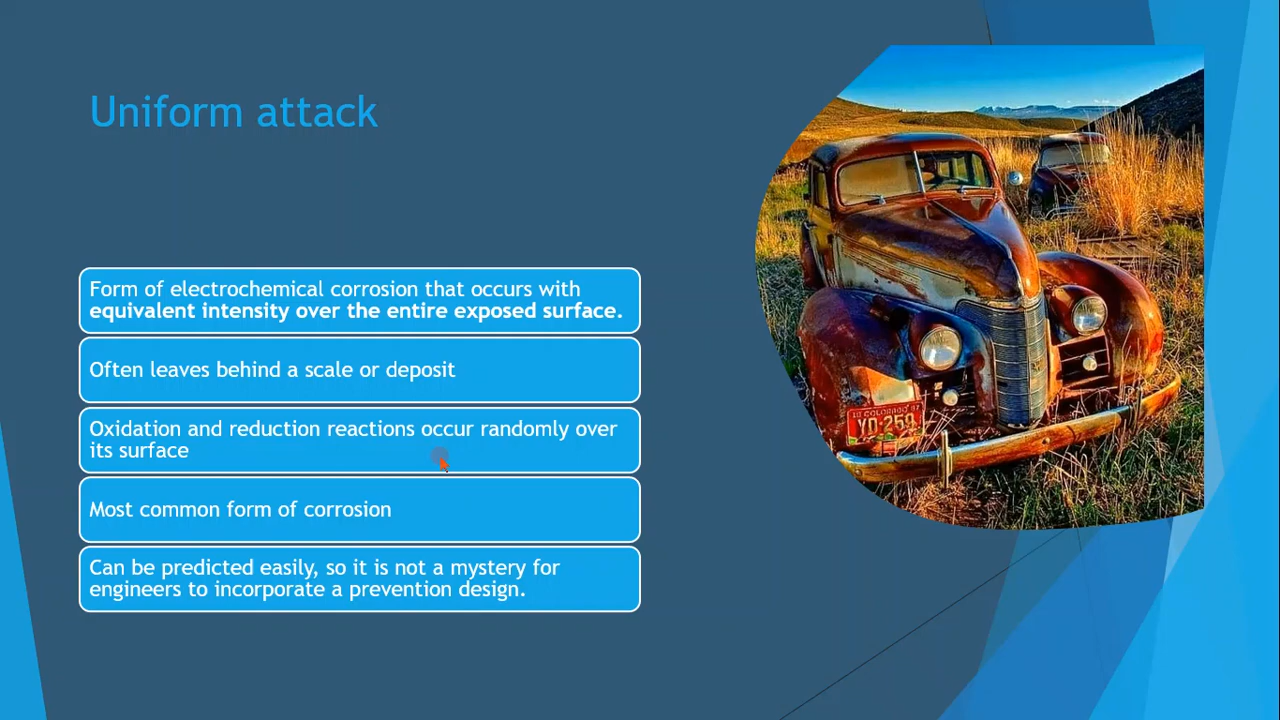 Uniform attack
Form of electrochemical corrosion that occurs with
equivalent intensity over the entire exposed surface.
Often leaves behind a scale or deposit
Oxidation and reduction reactions occur randomly over
its surface
Most common form of corrosion
Can be predicted easily, so it is not a mystery for
engineers to incorporate a prevention design.
COLORADO